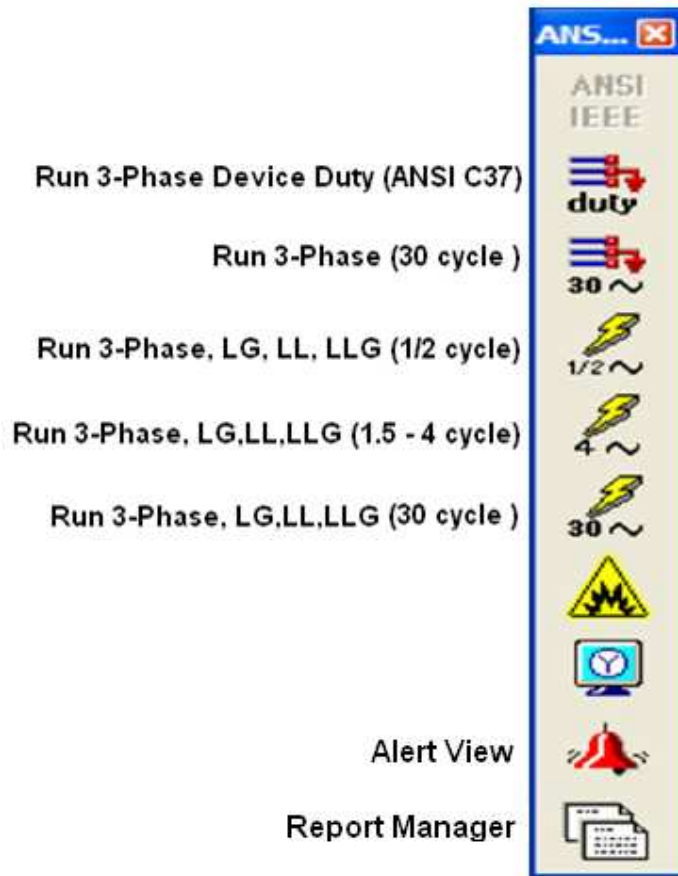 ANS...
ANSI
IEEE
Run 3-Phase Device Duty (ANSI C37)
duty
Run 3-Phase (30 cycle )
30
Run 3-Phase, LG, LL, LLG (1/2 cycle)
1/2
Run 3-Phase, LG,LL,LLG (1.5 - 4 cycle)
4
Run 3-Phase, LG,LL,LLG (30 cycle )
30
Alert View
Report Manager